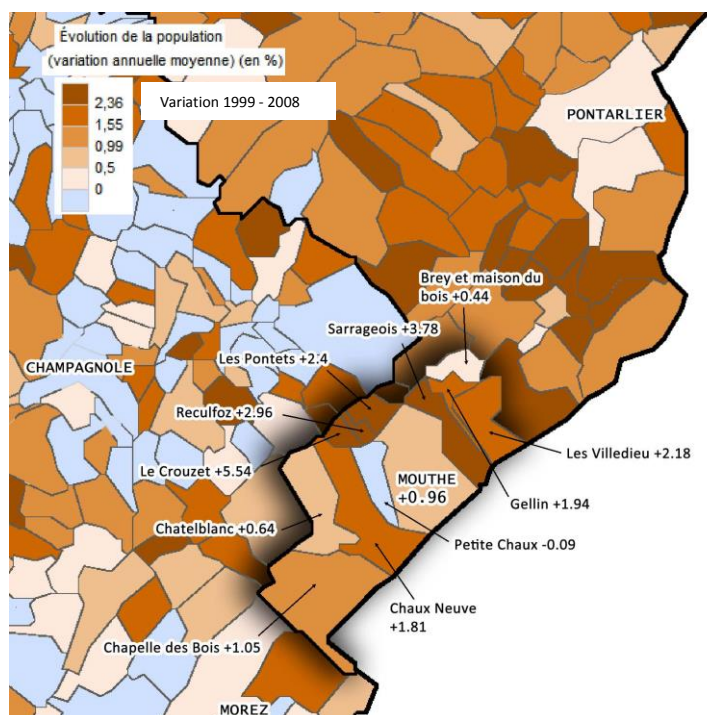 Évolution de la population
(variation annuelle moyenne) (en %)
2,36
1,55
0,99
0,5
0
Variation 1999 - 2008
PONTARLIER
Brey et maison du
bois +0.44
Sarrageois +3.78
Les Pontets +2.4
CHAMPAGNOLE
Reculfoz +2.96
Le Crouzet +5.54
Les Villedieu +2.18
MOUTHE
+0.96
Gellin +1.94
Chatelblanc +0.64
Petite Chaux -0.09
Chaux Neuve
+1.81
Chapelle des Bois +1.05
MOREZ